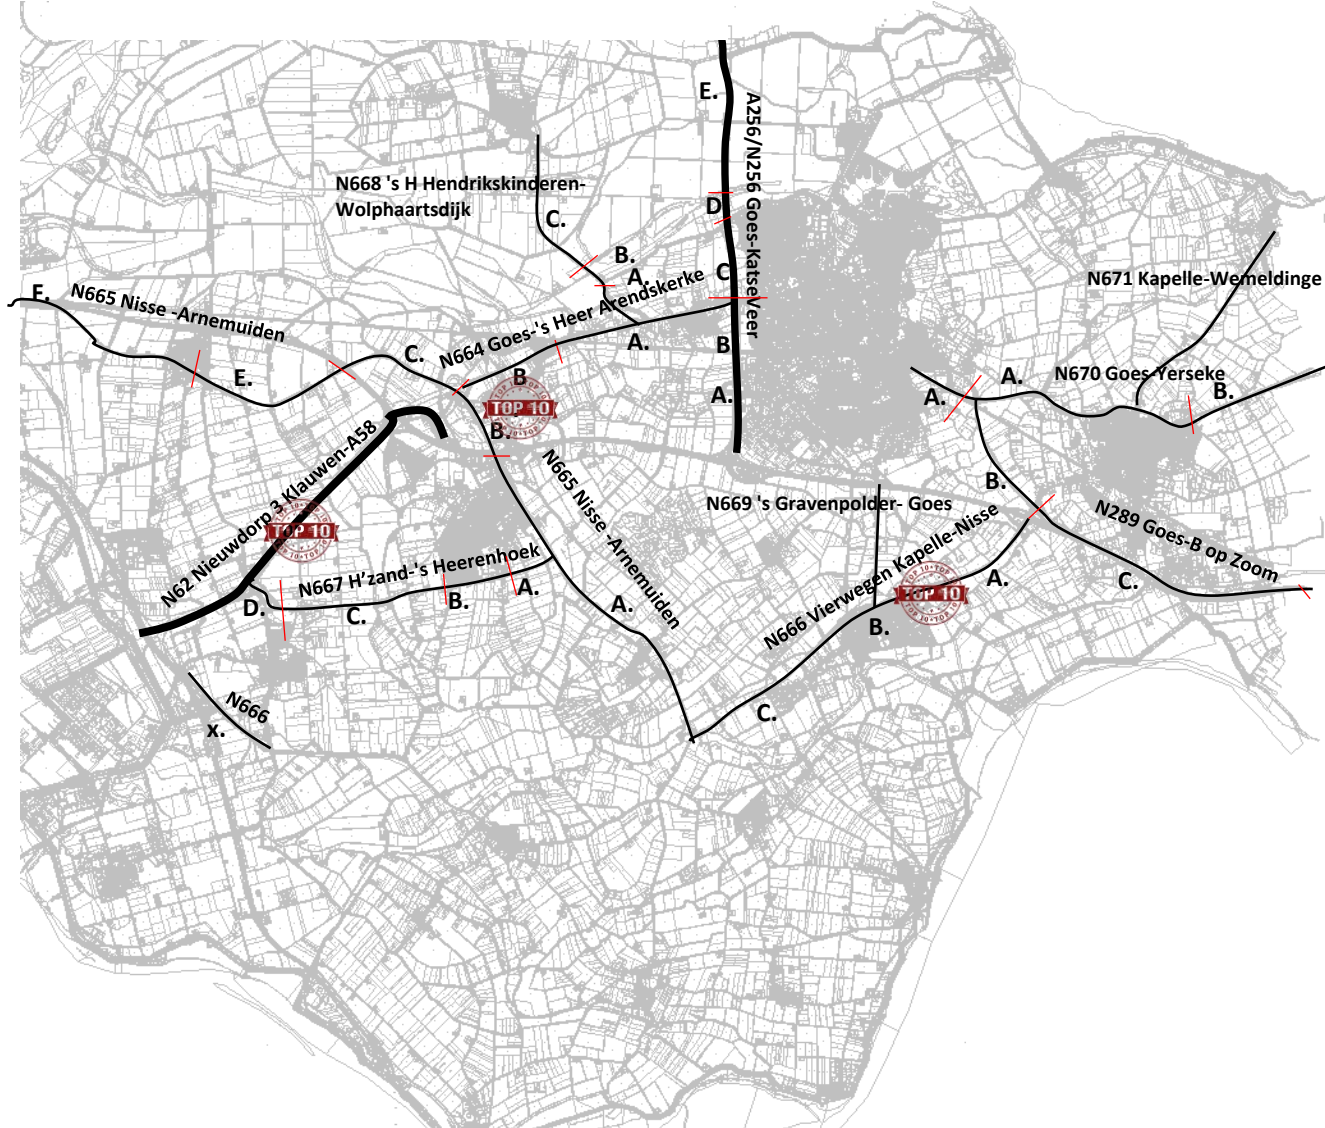 E.
A256/N256 Goes-KatseVeer
N668 's H Hendrikskinderen-
Wolphaartsdijk
D
C.
B.
A.
C
N671 Kapelle-Wemeldinge
F.
N665 Nisse -Arnemuiden
N664 Goes-'s Heer Arendskerke
A.
B
C.
E.
B
A.
A.
A.
N670 Goes-Yerseke
B.
TOP 10
B.
N62 Nieuwdorp 3 Klauwen-A58
TOP 10
N665 Nisse -Arnemuiden
N669 's Gravenpolder- Goes
B.
N289 Goes-B op Zoom
C.
N667 H'zand-'s Heerenhoek
D.
C.
B.
A.
A.
N666 Vierwegen Kapelle-Nisse
TOP 10
A.
B.
C.
N666
x.